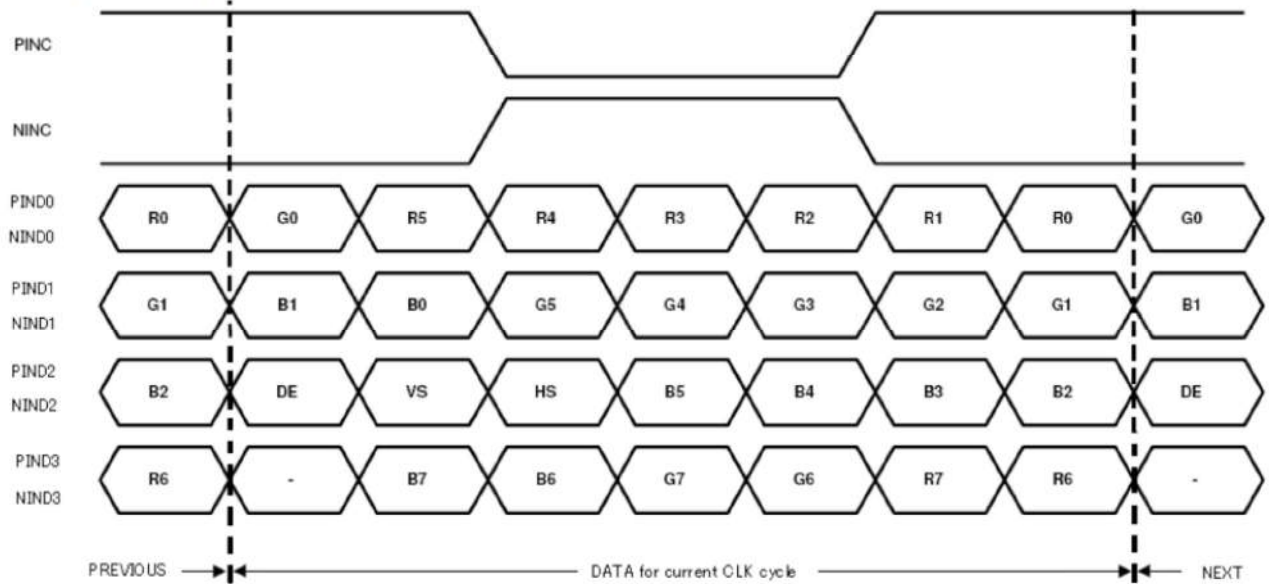 PINC
NINC
PIND0
NIND0
R0 G0 R5 R4 R3 R2 R1 R0 G0
PIND1
NIND1
G1 B1 B0 G5 G4 G3 G2 G1 B1
PIND2
NIND2
B2 DE VS HS B5 B4 B3 B2 DE
PIND3
NIND3
R6 - B7 B6 G7 G6 R7 R6 -
PREVIOUS DATA for current CLK cycle NEXT